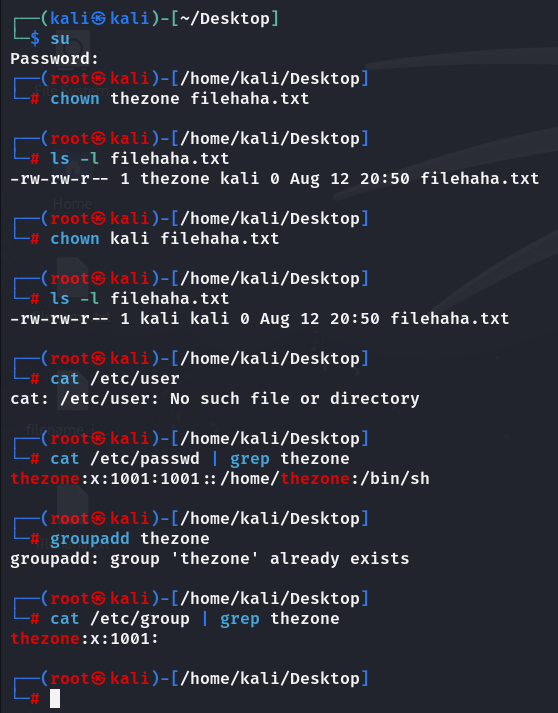 ┌──(kali㉿kali)-[~/Desktop]
└─$ su
Password:
┌──(root㉿kali)-[/home/kali/Desktop]
└─# chown thezone filehaha.txt
┌──(root㉿kali)-[/home/kali/Desktop]
└─# ls -l filehaha.txt
-rw-rw-r-- 1 thezone kali 0 Aug 12 20:50 filehaha.txt
┌──(root㉿kali)-[/home/kali/Desktop]
└─# chown kali filehaha.txt
┌──(root㉿kali)-[/home/kali/Desktop]
└─# ls -l filehaha.txt
-rw-rw-r-- 1 kali kali 0 Aug 12 20:50 filehaha.txt
┌──(root㉿kali)-[/home/kali/Desktop]
└─# cat /etc/user
cat: /etc/user: No such file or directory
┌──(root㉿kali)-[/home/kali/Desktop]
└─# cat /etc/passwd | grep thezone
thezone:x:1001:1001::/home/thezone:/bin/sh
┌──(root㉿kali)-[/home/kali/Desktop]
└─# groupadd thezone
groupadd: group 'thezone' already exists
┌──(root㉿kali)-[/home/kali/Desktop]
└─# cat /etc/group | grep thezone
thezone:x:1001:
┌──(root㉿kali)-[/home/kali/Desktop]
└─#
Home